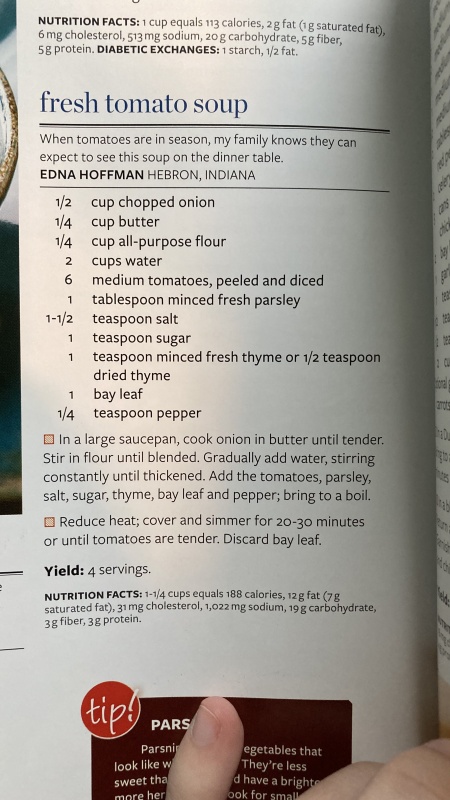 NUTRITION FACTS: 1 cup equals 113 calories, 2 g fat (1 g saturated fat),
6 mg cholesterol, 513 mg sodium, 20 g carbohydrate, 5 g fiber,
5 g protein. DIABETIC EXCHANGES: 1 starch, 1/2 fat.
fresh tomato soup
When tomatoes are in season, my family knows they can
expect to see this soup on the dinner table.
EDNA HOFFMAN HEBRON, INDIANA
1/2 cup chopped onion
1/4 cup butter
1/4 cup all-purpose flour
2 cups water
6 medium tomatoes, peeled and diced
1 tablespoon minced fresh parsley
1-1/2 teaspoon salt
1 teaspoon sugar
1 teaspoon minced fresh thyme or 1/2 teaspoon
dried thyme
1 bay leaf
1/4 teaspoon pepper
In a large saucepan, cook onion in butter until tender.
Stir in flour until blended. Gradually add water, stirring
constantly until thickened. Add the tomatoes, parsley,
salt, sugar, thyme, bay leaf and pepper; bring to a boil.
Reduce heat; cover and simmer for 20-30 minutes
or until tomatoes are tender. Discard bay leaf.
Yield: 4 servings.
NUTRITION FACTS: 1-1/4 cups equals 188 calories, 12 g fat (7 g
saturated fat), 31 mg cholesterol, 1,022 mg sodium, 19 g carbohydrate,
3 g fiber, 3 g protein.
tip!
PARS
Parsni egetables that
look like w They're less
sweet tha d have a brighte
more her ook for small